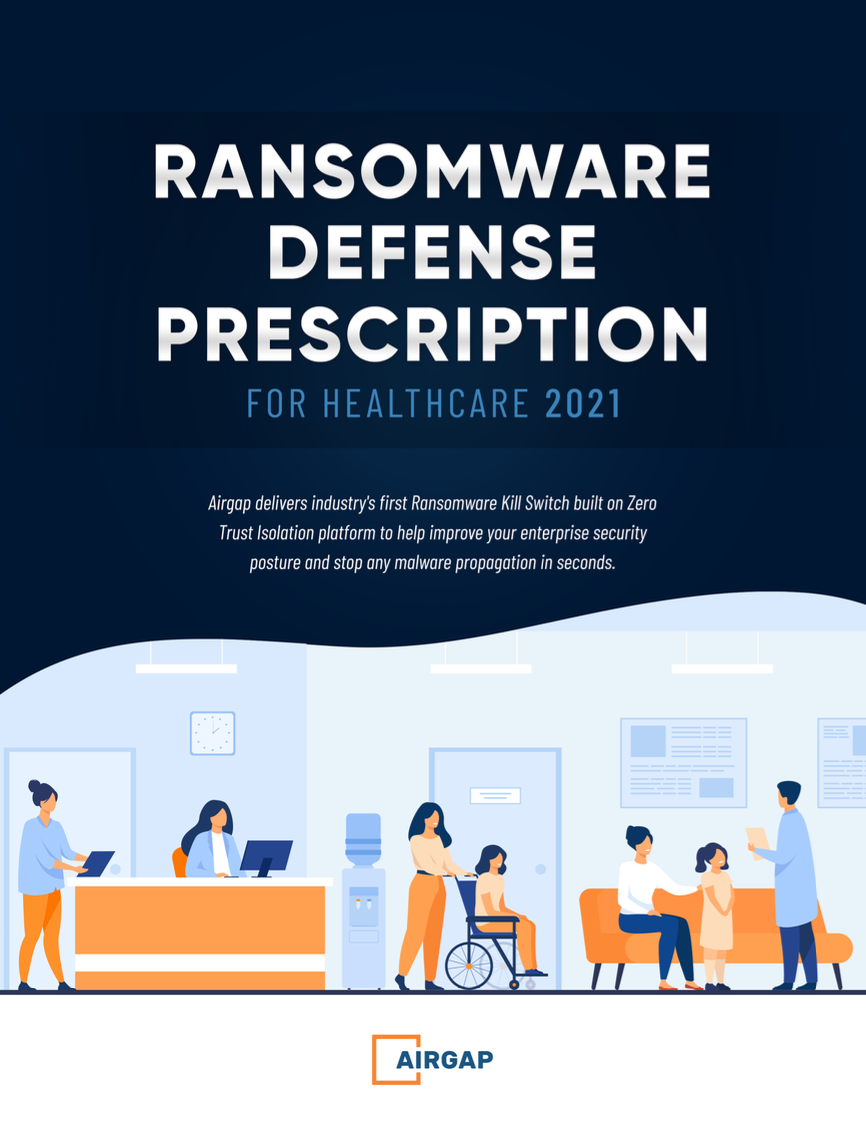 RANSOMWARE
DEFENSE
PRESCRIPTION
FOR HEALTHCARE 2021
Airgap delivers industry's first Ransomware Kill Switch built on Zero
Trust Isolation platform to help improve your enterprise security
posture and stop any malware propagation in seconds.
AIRGAP